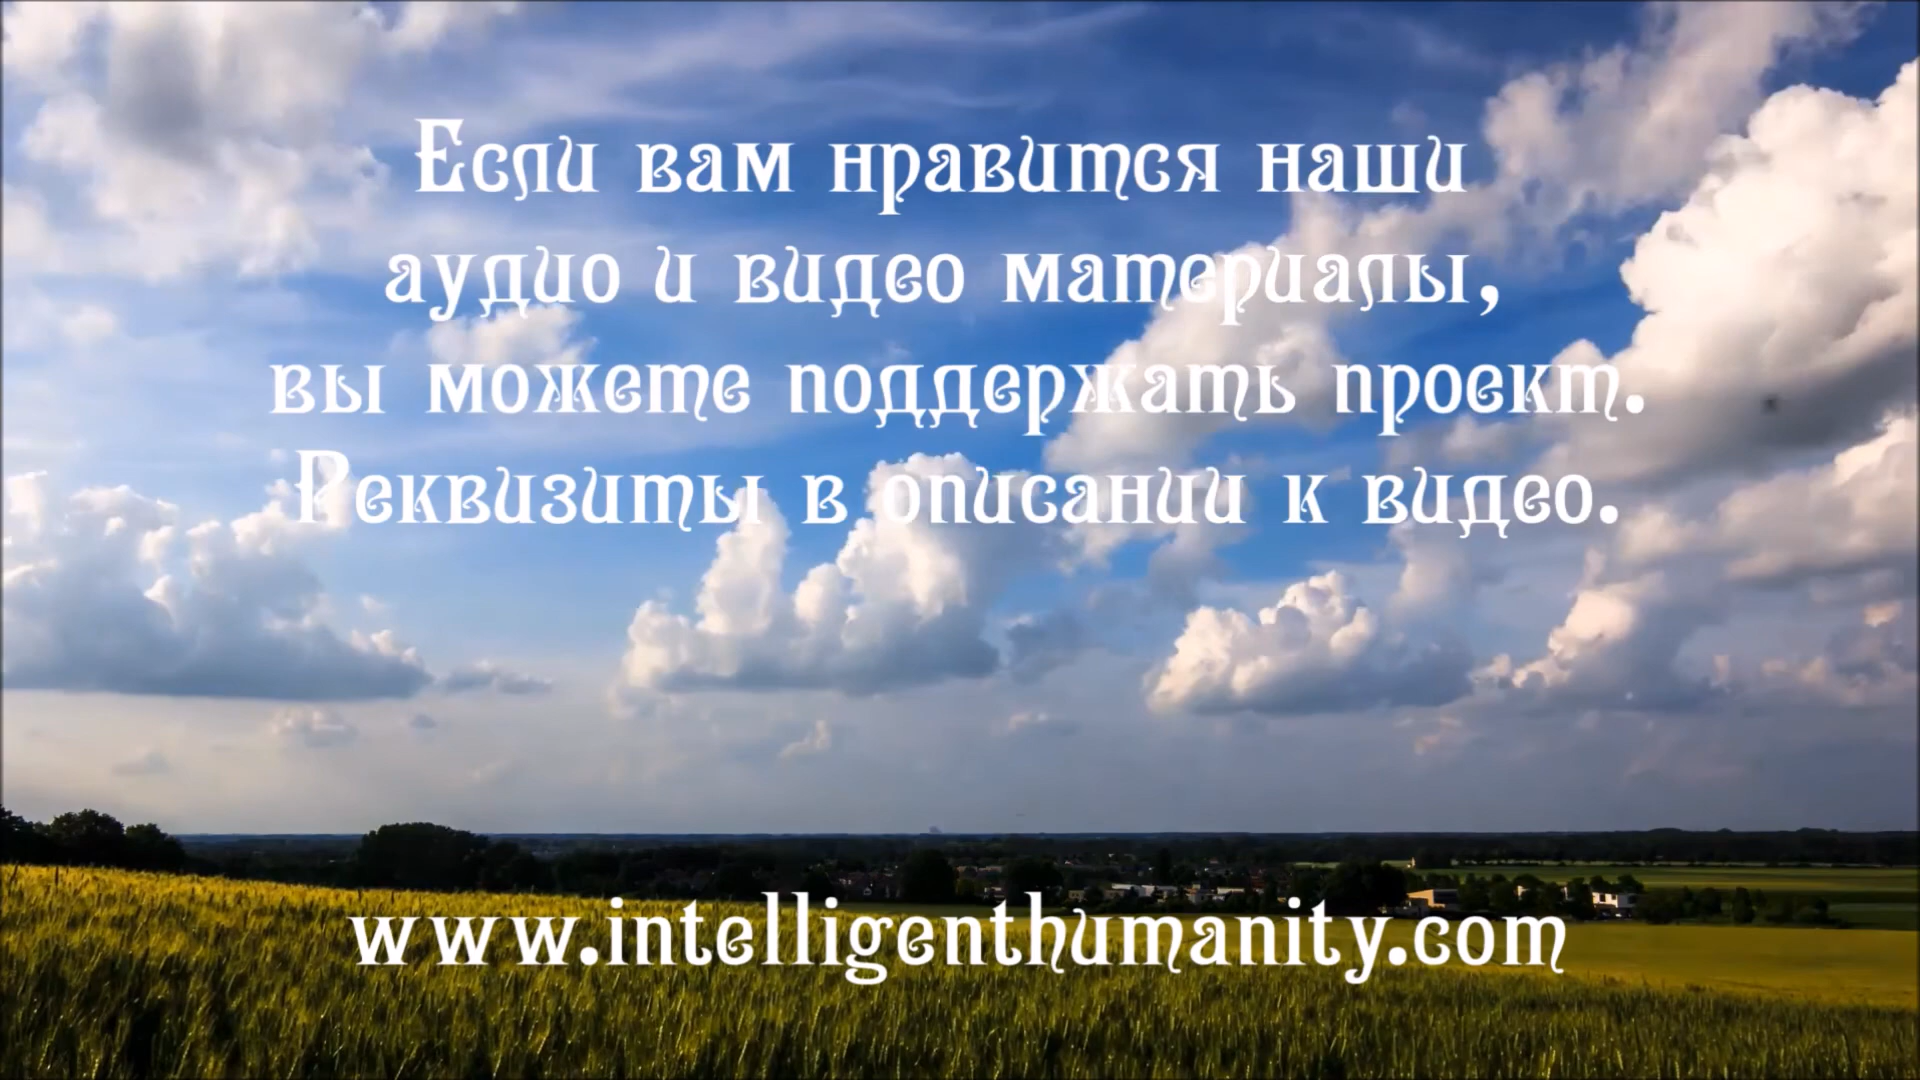 Если вам нравится наши
аудио и видео материалы,
вы можете поддержать проект.
Реквизиты в описании к видео.
www.intelligenthumanity.com